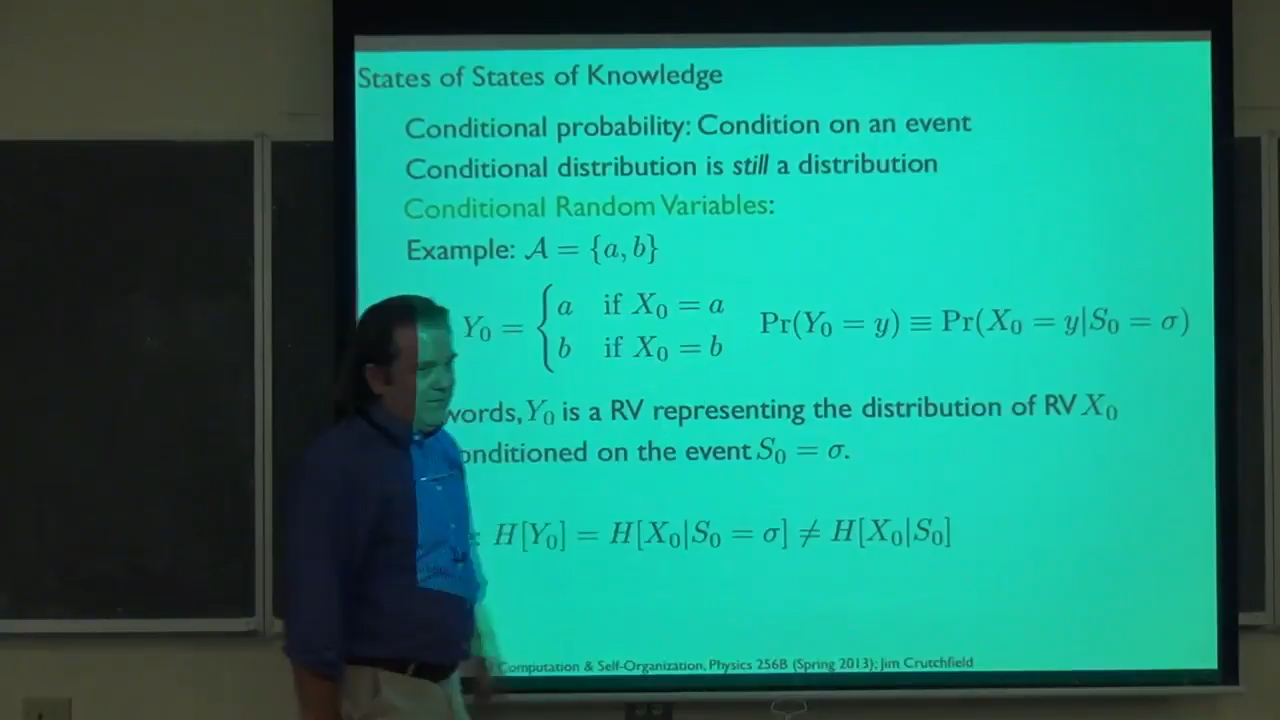 States of States of Knowledge
Conditional probability: Condition on an event
Conditional distribution is still a distribution
Conditional Random Variables:
Example: 𝒜 = {a, b}
Y₀ = { a if X₀ = a
b if X₀ = b
Pr(Y₀ = y) ≡ Pr(X₀ = y|S₀ = σ)
words, Y₀ is a RV representing the distribution of RV X₀
onditioned on the event S₀ = σ.
: H[Y₀] = H[X₀|S₀ = σ] ≠ H[X₀|S₀]
Computation & Self-Organization, Physics 256B (Spring 2013); Jim Crutchfield